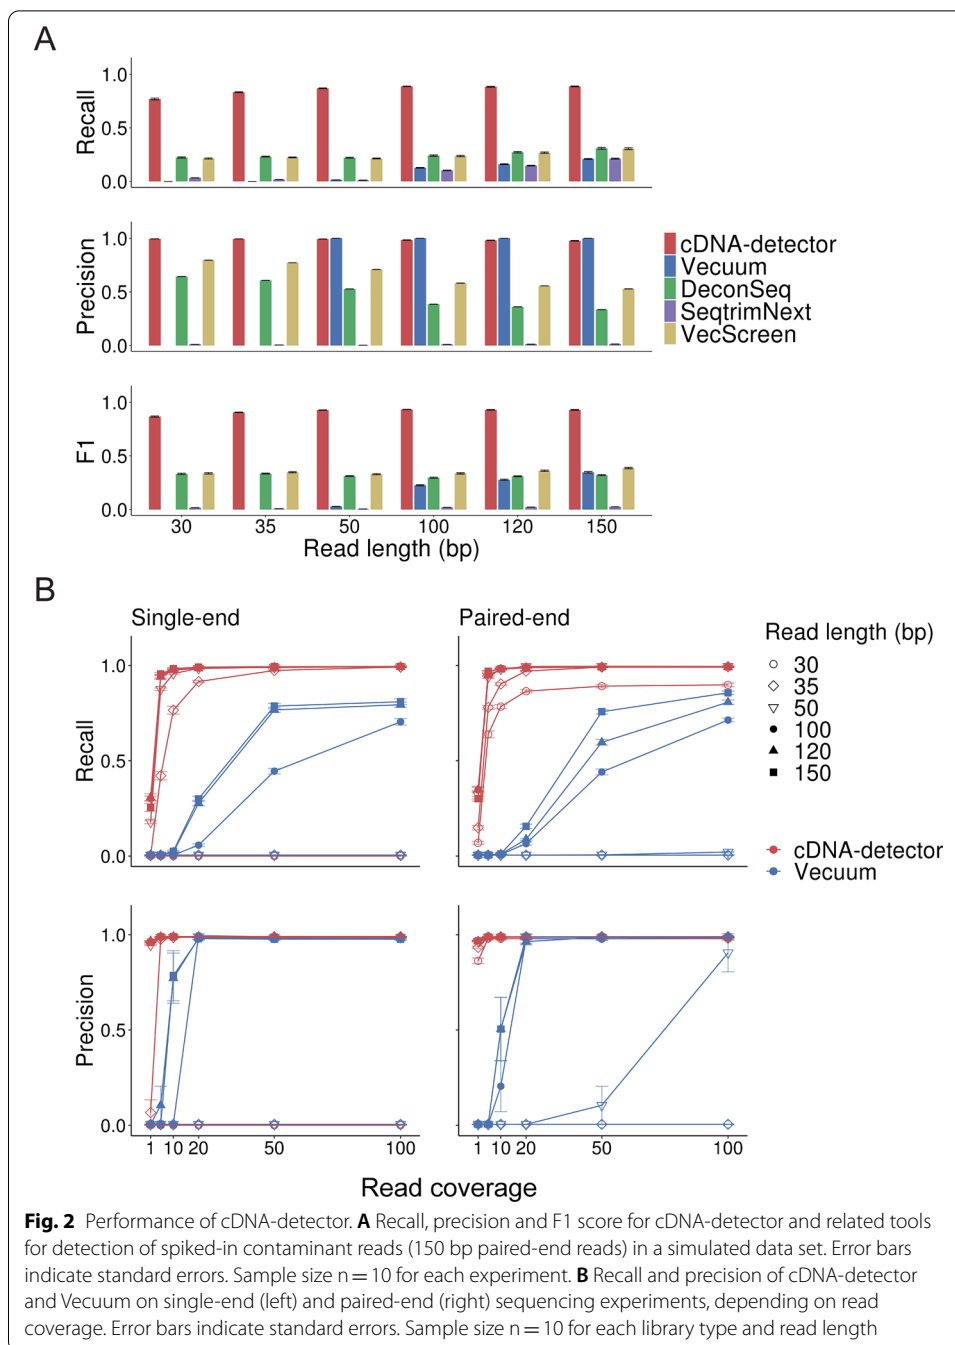 A
Recall
1.0
0.5
0.0
Precision
1.0
0.5
0.0
cDNA-detector
Vecuum
DeconSeq
SeqtrimNext
VecScreen
F1
1.0
0.5
0.0
30 35 50 100 120 150
Read length (bp)
B
Single-end Paired-end
Recall
1.0
0.5
0.0
Read length (bp)
30
35
50
100
120
150
cDNA-detector
Vacuum
Precision
1.0
0.5
0.0
1 10 20 50 100 1 10 20 50 100
Read coverage
Fig. 2 Performance of cDNA-detector. A Recall, precision and F1 score for cDNA-detector and related tools
for detection of spiked-in contaminant reads (150 bp paired-end reads) in a simulated data set. Error bars
indicate standard errors. Sample size n = 10 for each experiment. B Recall and precision of cDNA-detector
and Vecuum on single-end (left) and paired-end (right) sequencing experiments, depending on read
coverage. Error bars indicate standard errors. Sample size n = 10 for each library type and read length